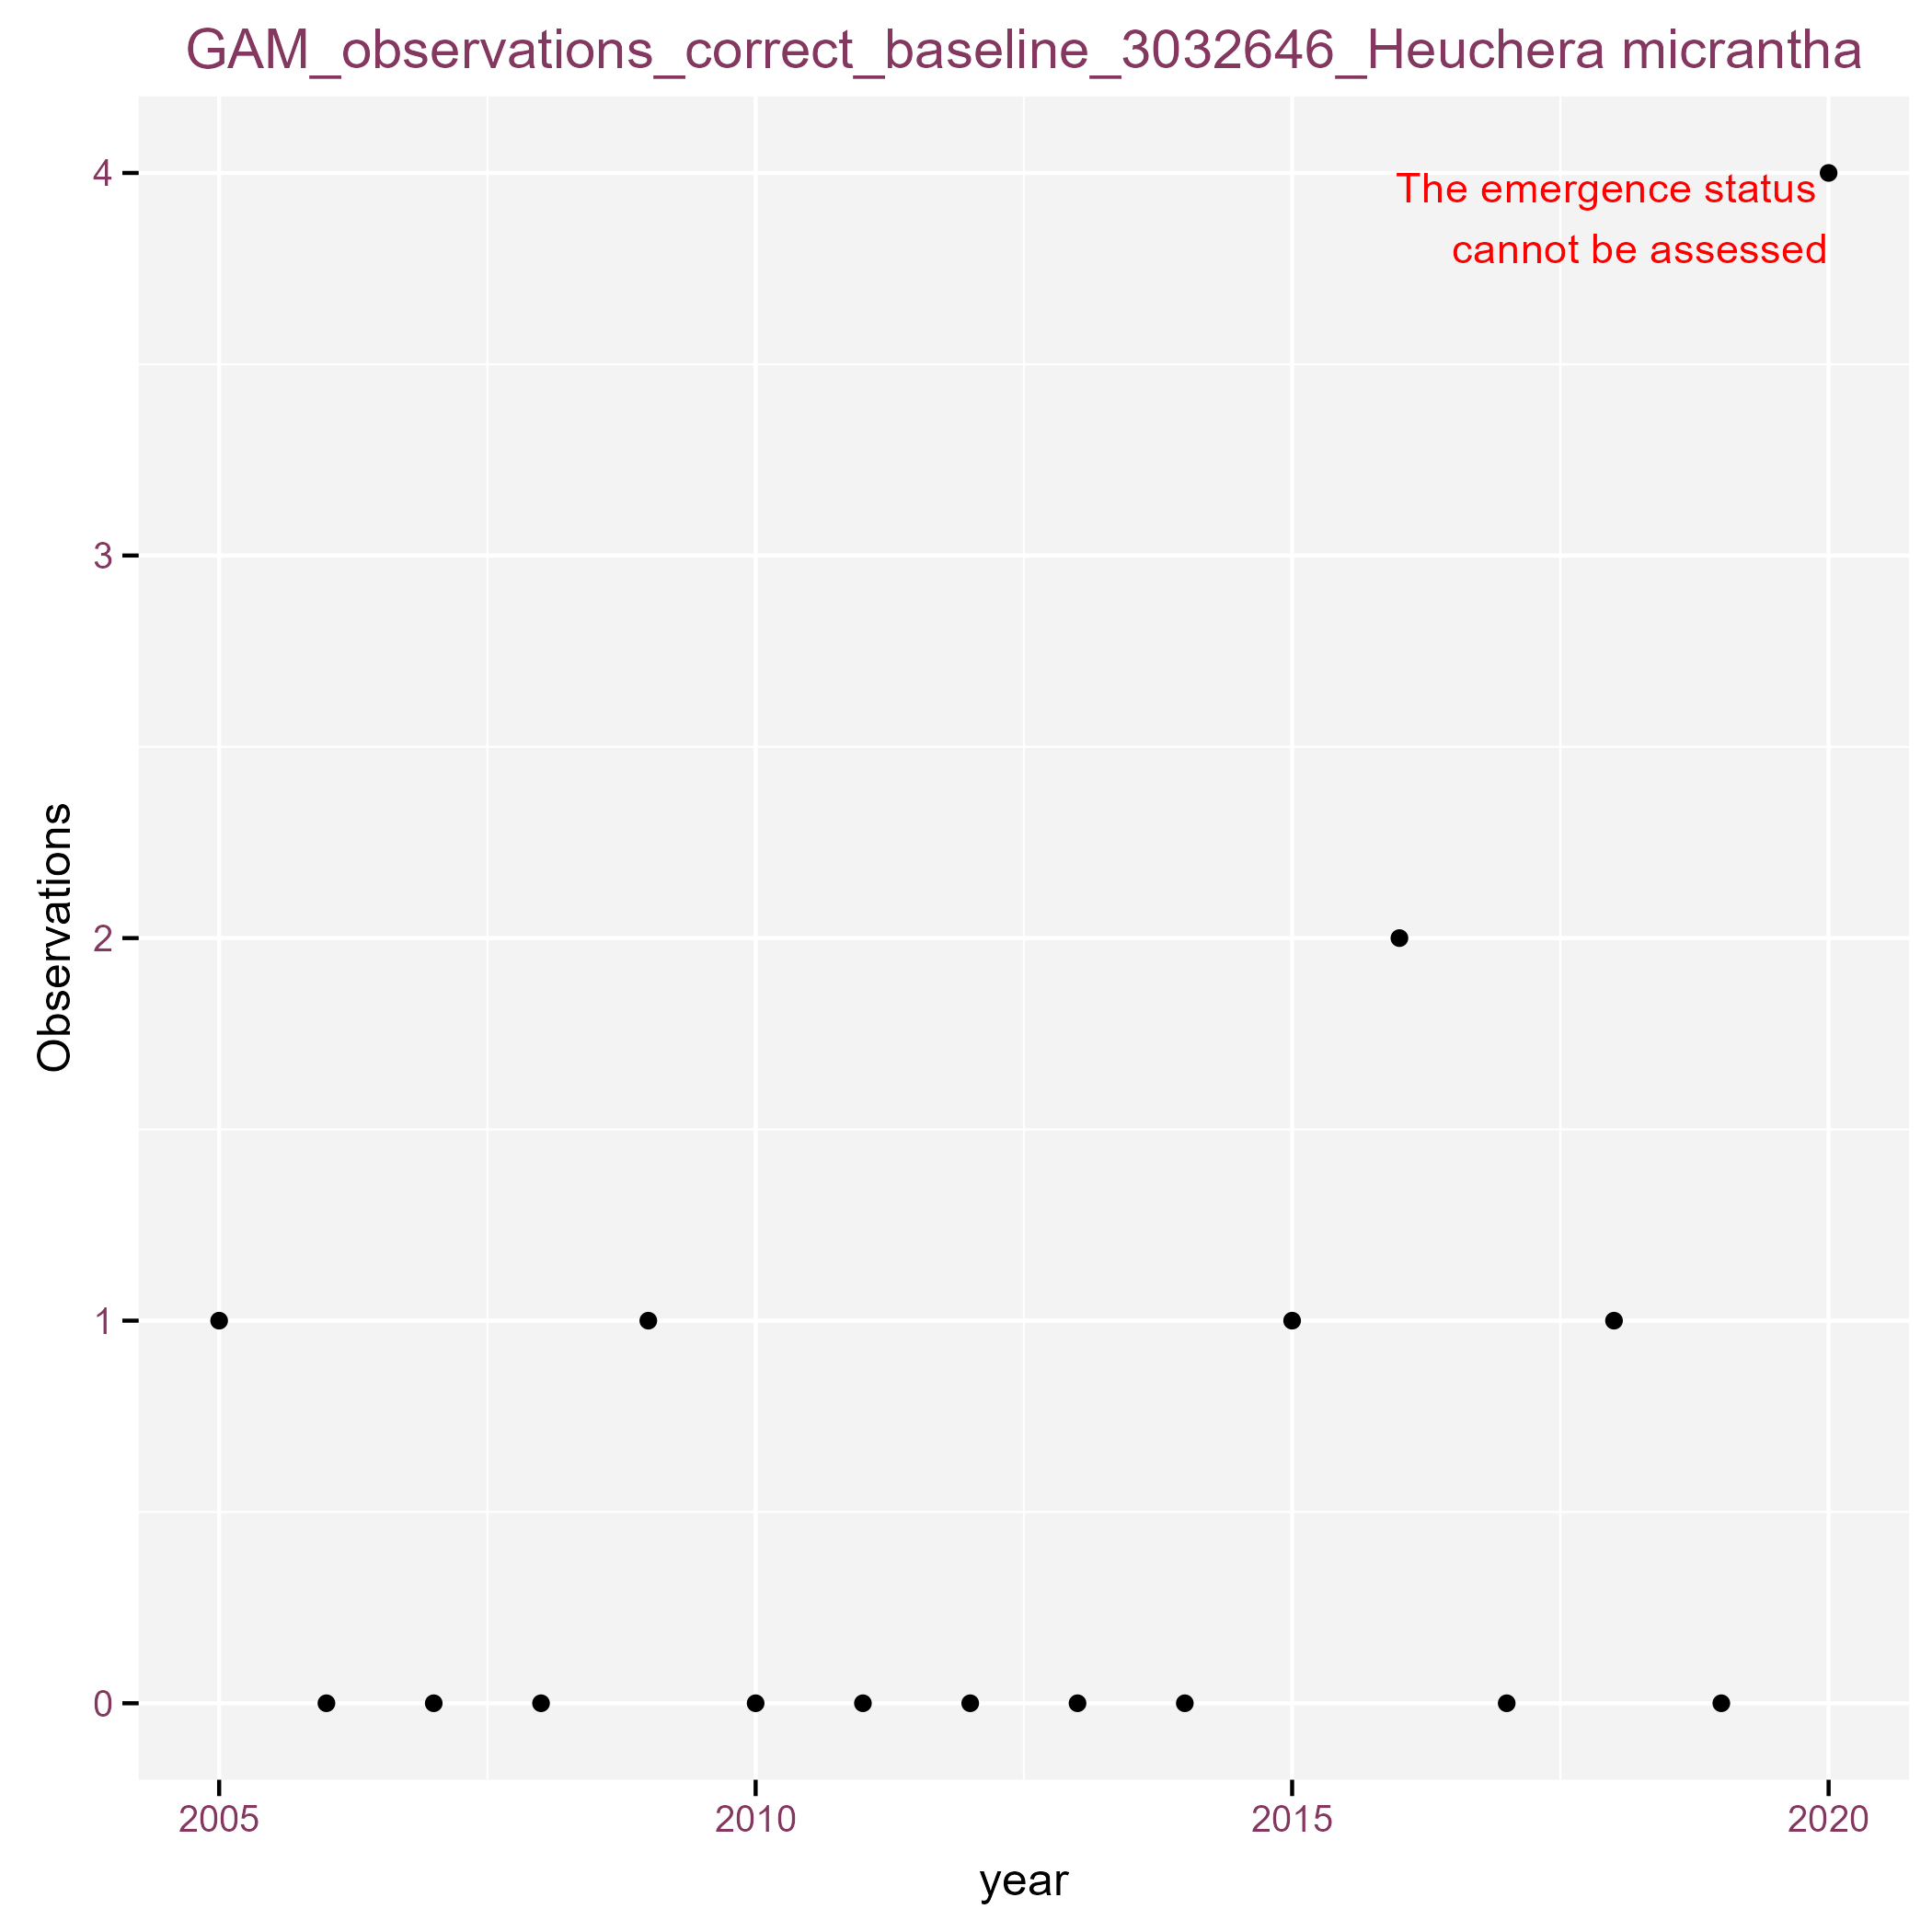 GAM_observations_correct_baseline_3032646_Heuchera micrantha
The emergence status
cannot be assessed
4
3
2
1
0
Observations
2005 2010 2015 2020
year